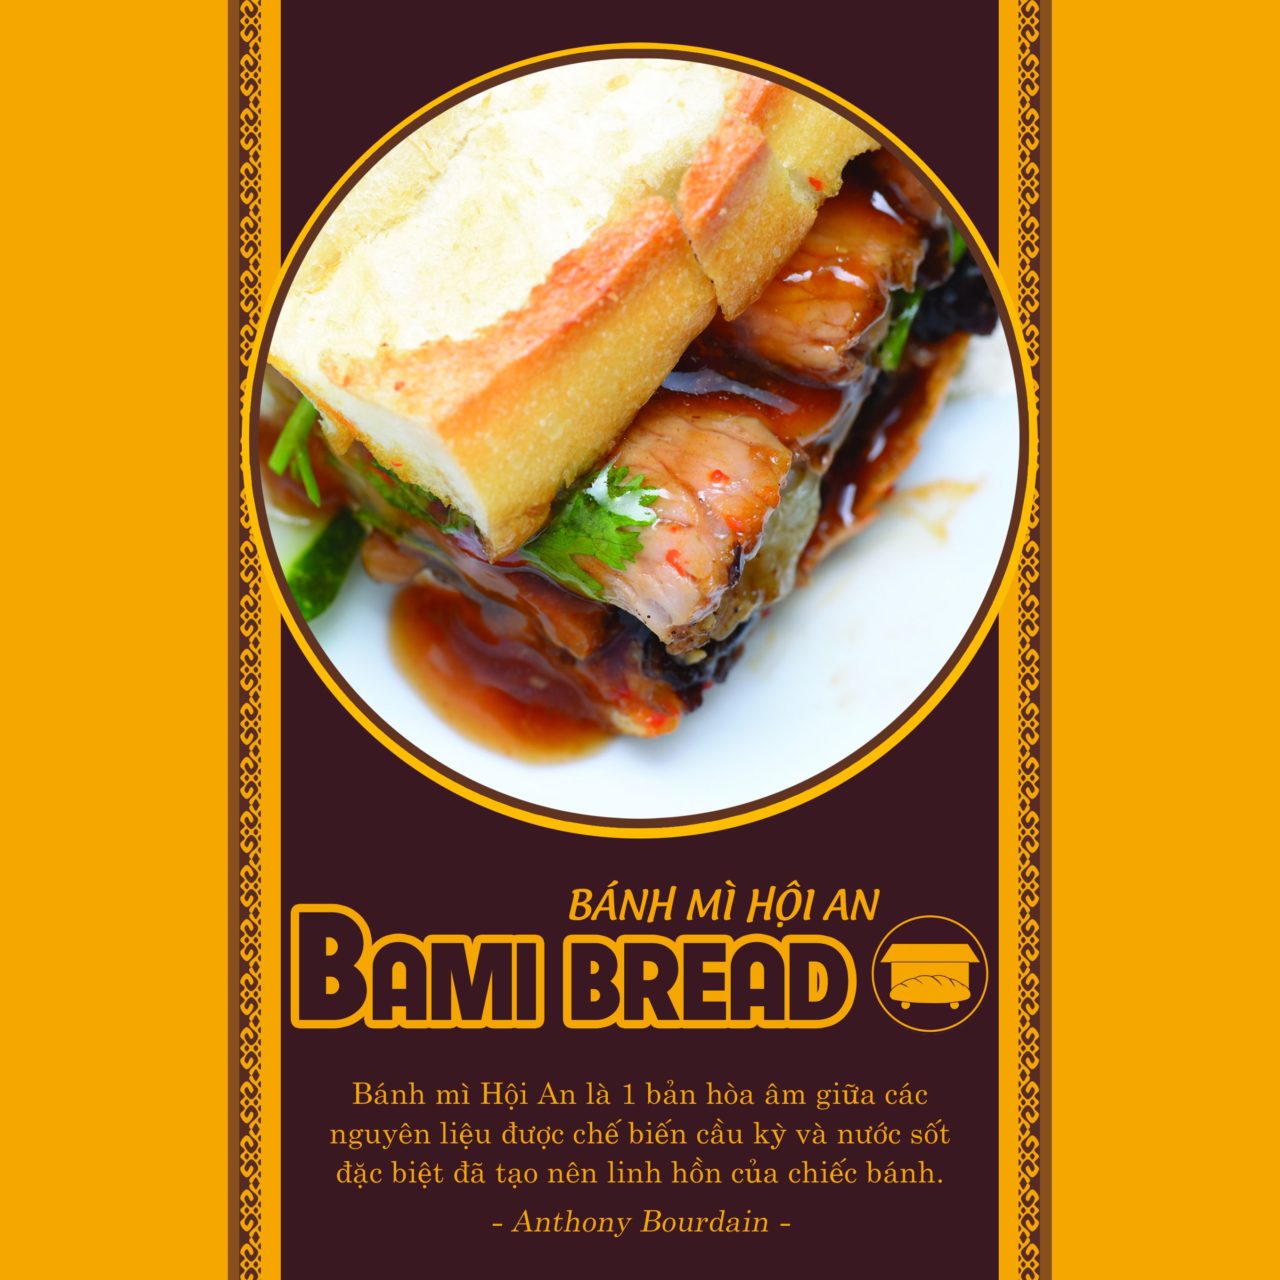 BÁNH MÌ HỘI AN
BAMI BREAD
Bánh mì Hội An là 1 bản hòa âm giữa các
nguyên liệu được chế biến cầu kỳ và nước sốt
đặc biệt đã tạo nên linh hồn của chiếc bánh.
- Anthony Bourdain -